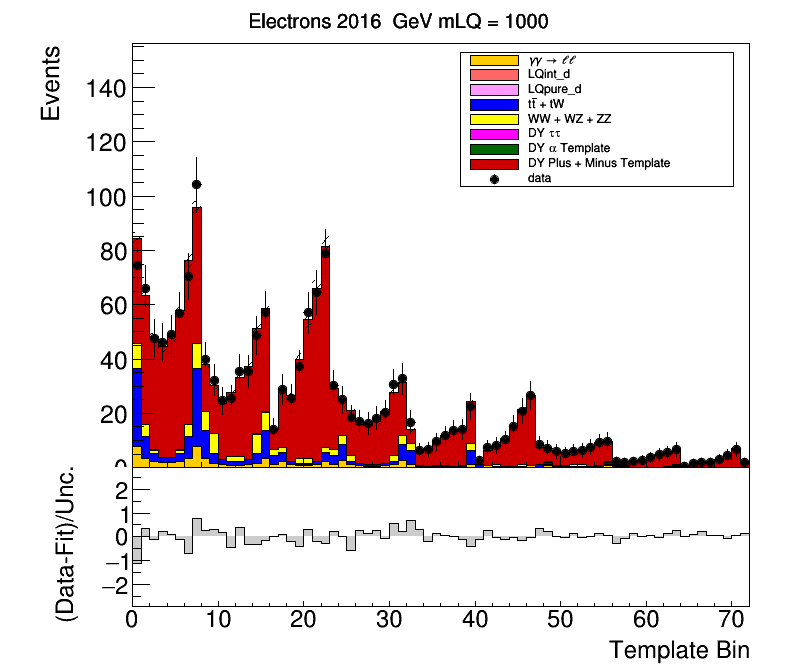 Electrons 2016 GeV mLQ = 1000
Events
140
120
100
80
60
40
20
0
γγ → ℓℓ
LQint_d
LQpure_d
tt̄ + tW
WW + WZ + ZZ
DY ττ
DY α Template
DY Plus + Minus Template
data
(Data-Fit)/Unc.
2
1
0
−1
−2
0 10 20 30 40 50 60 70
Template Bin